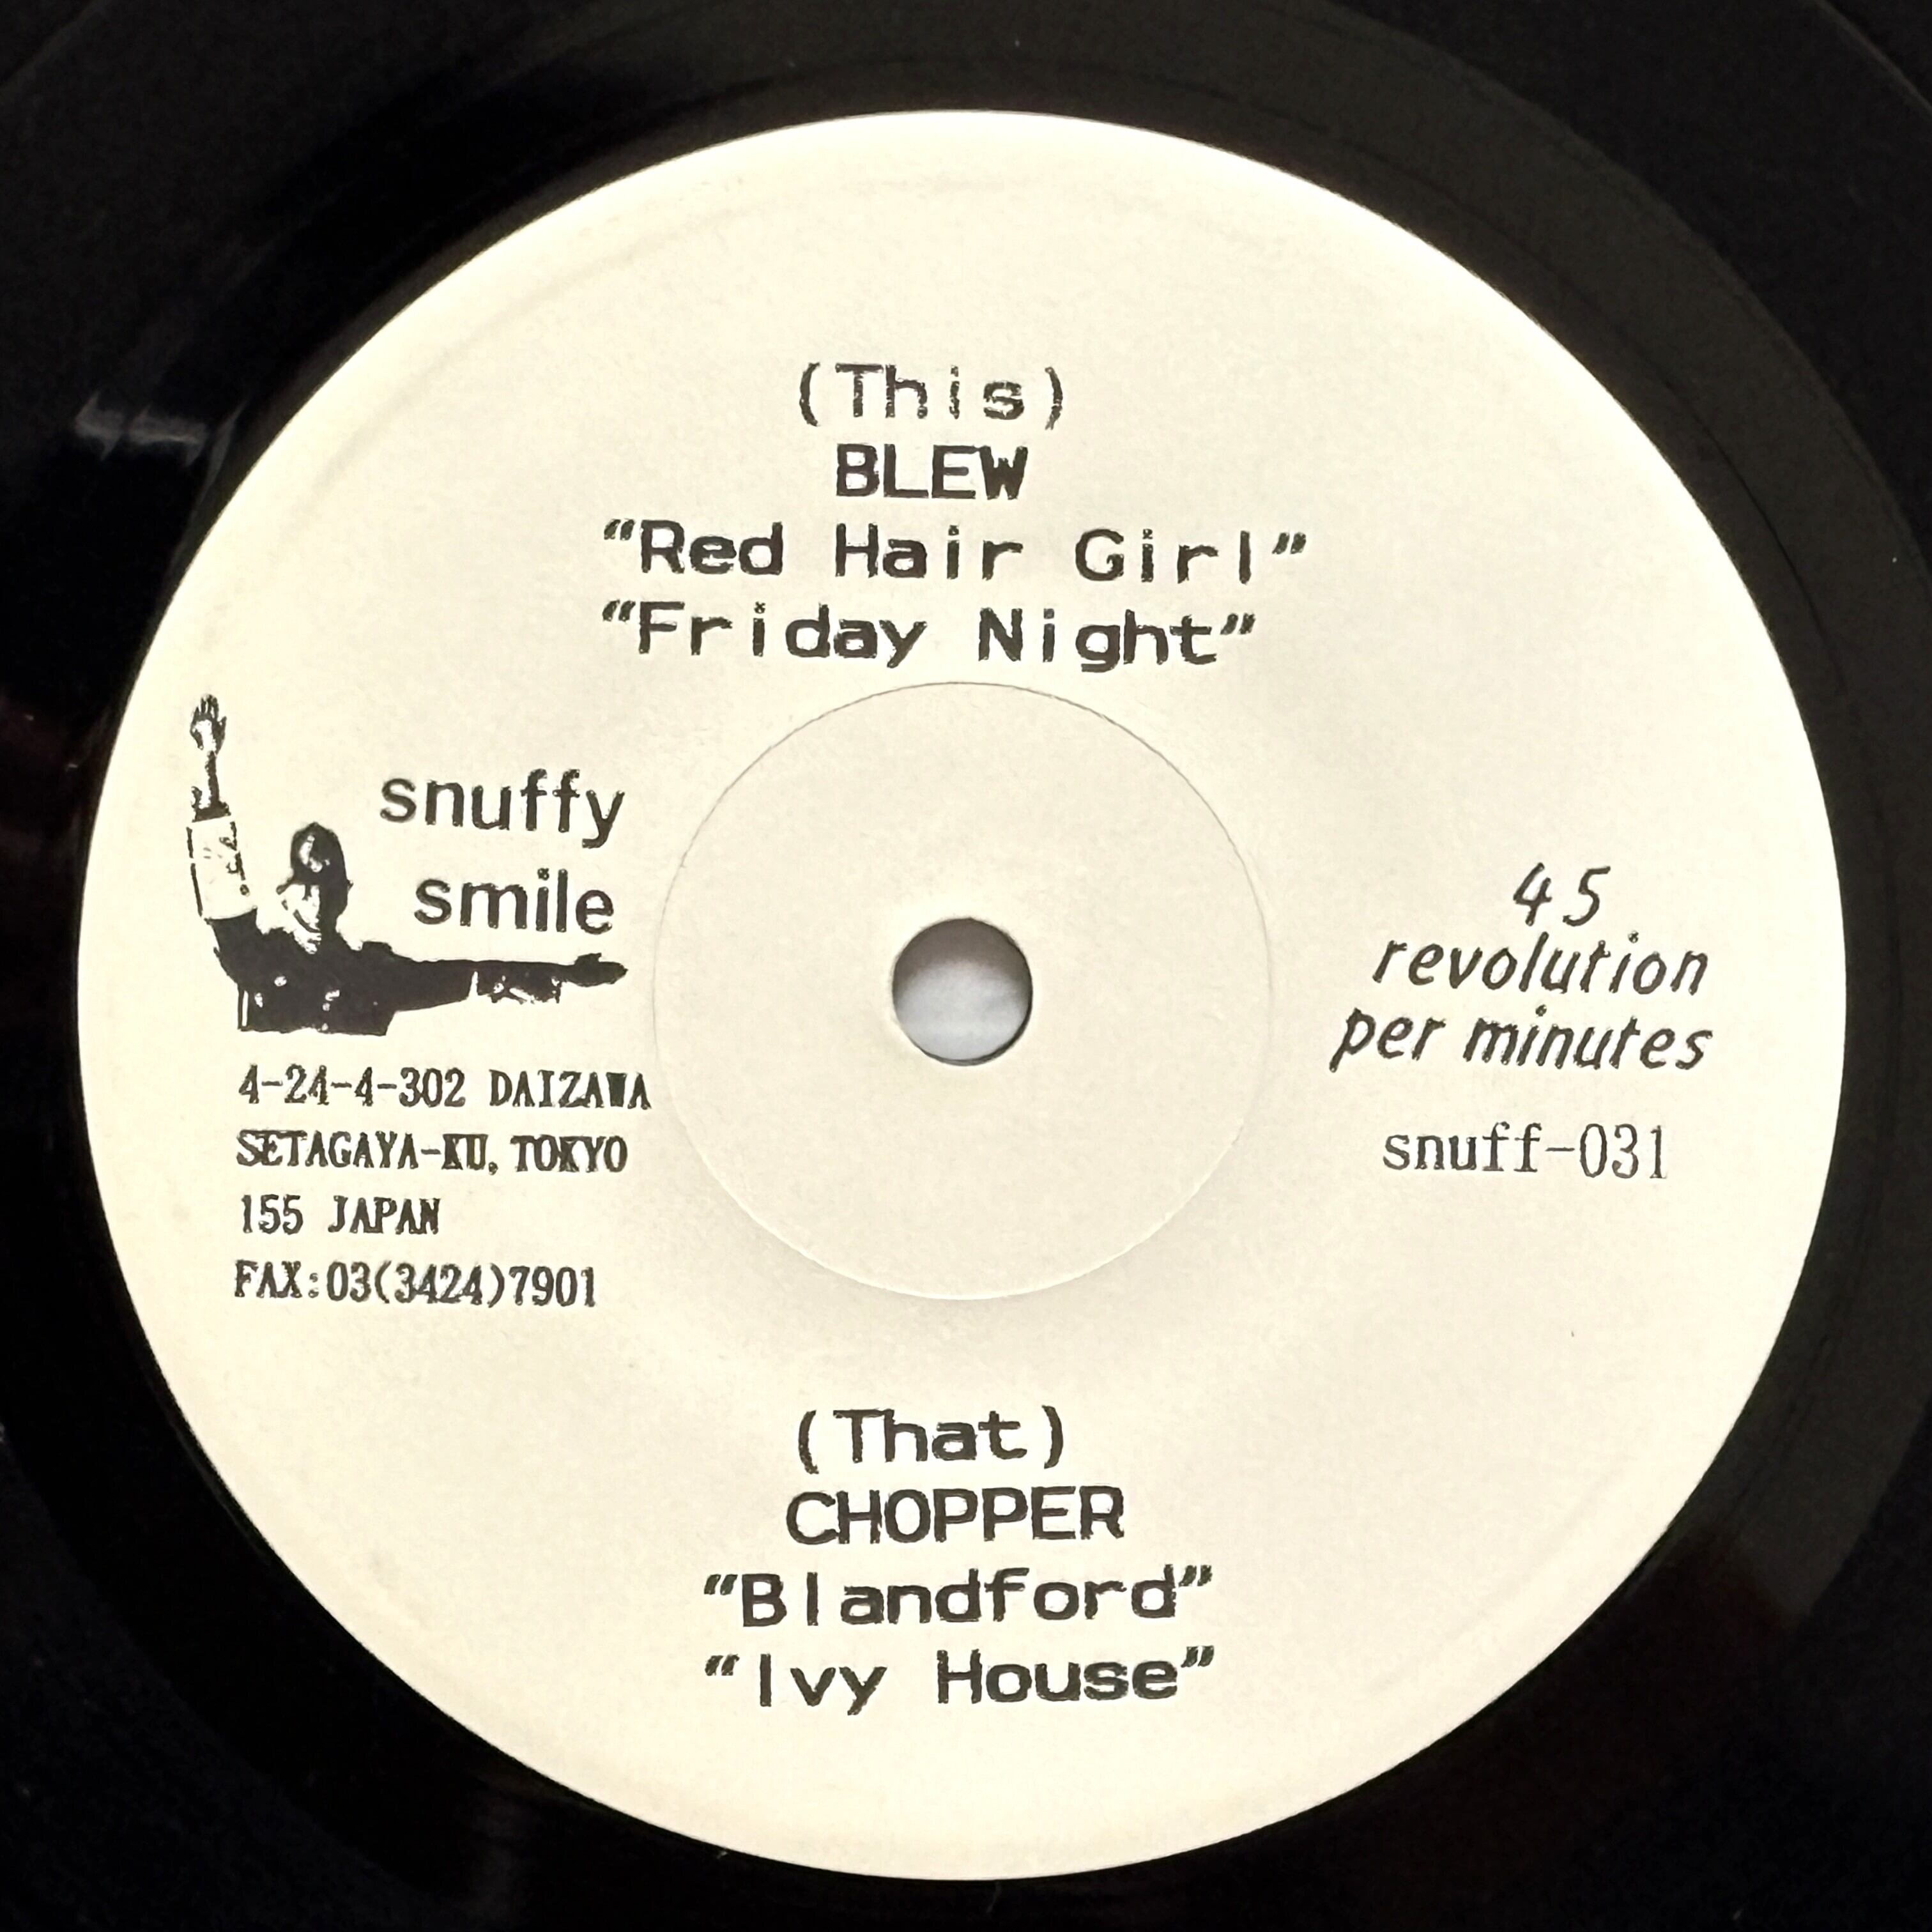 (This)
BLEW
“Red Hair Girl”
“Friday Night”
snuffy
smile
4-24-4-302 DAIZAWA
SETAGAYA-KU, TOKYO
155 JAPAN
FAX:03(3424)7901
45
revolution
per minutes
snuff-031
(That)
CHOPPER
“Blandford”
“Ivy House”